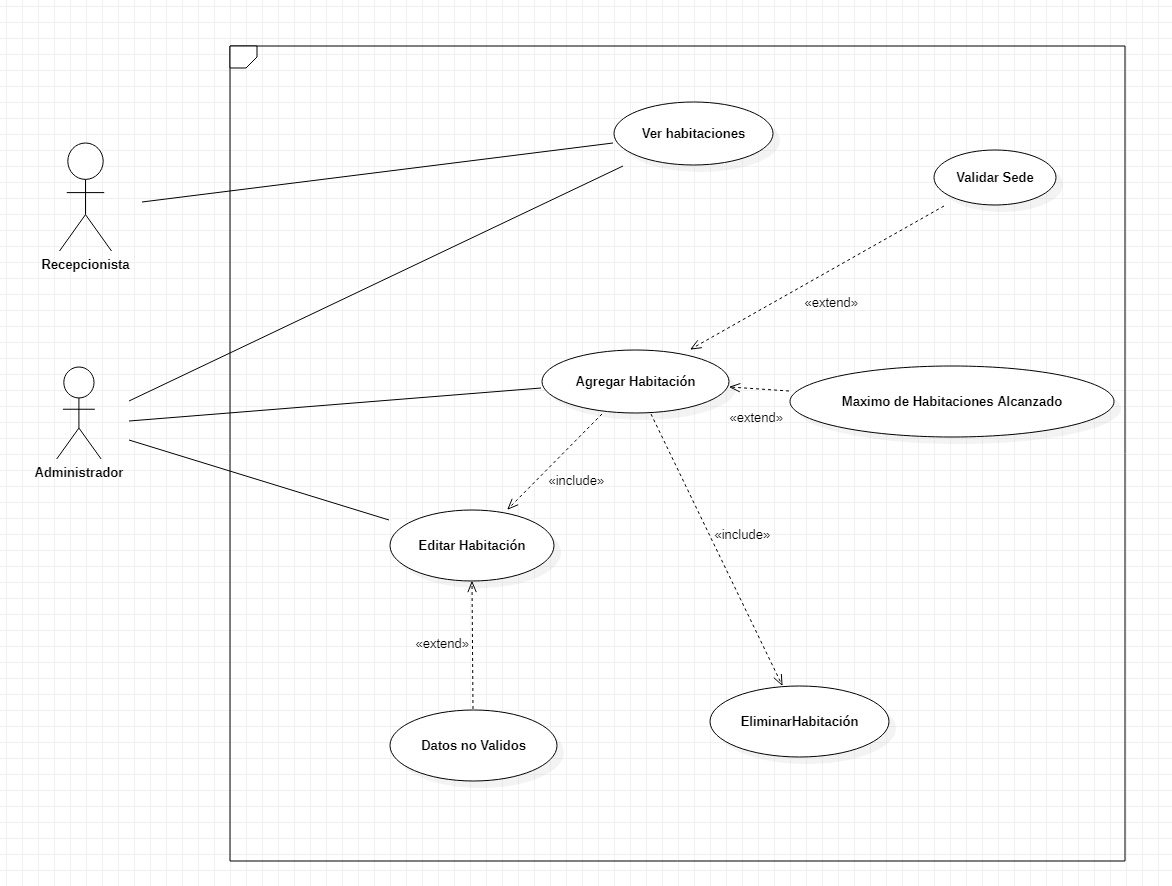 Ver habitaciones
Validar Sede
Recepcionista
«extend»
Agregar Habitación
Maximo de Habitaciones Alcanzado
«extend»
Administrador
«include»
Editar Habitación
«include»
«extend»
EliminarHabitación
Datos no Validos